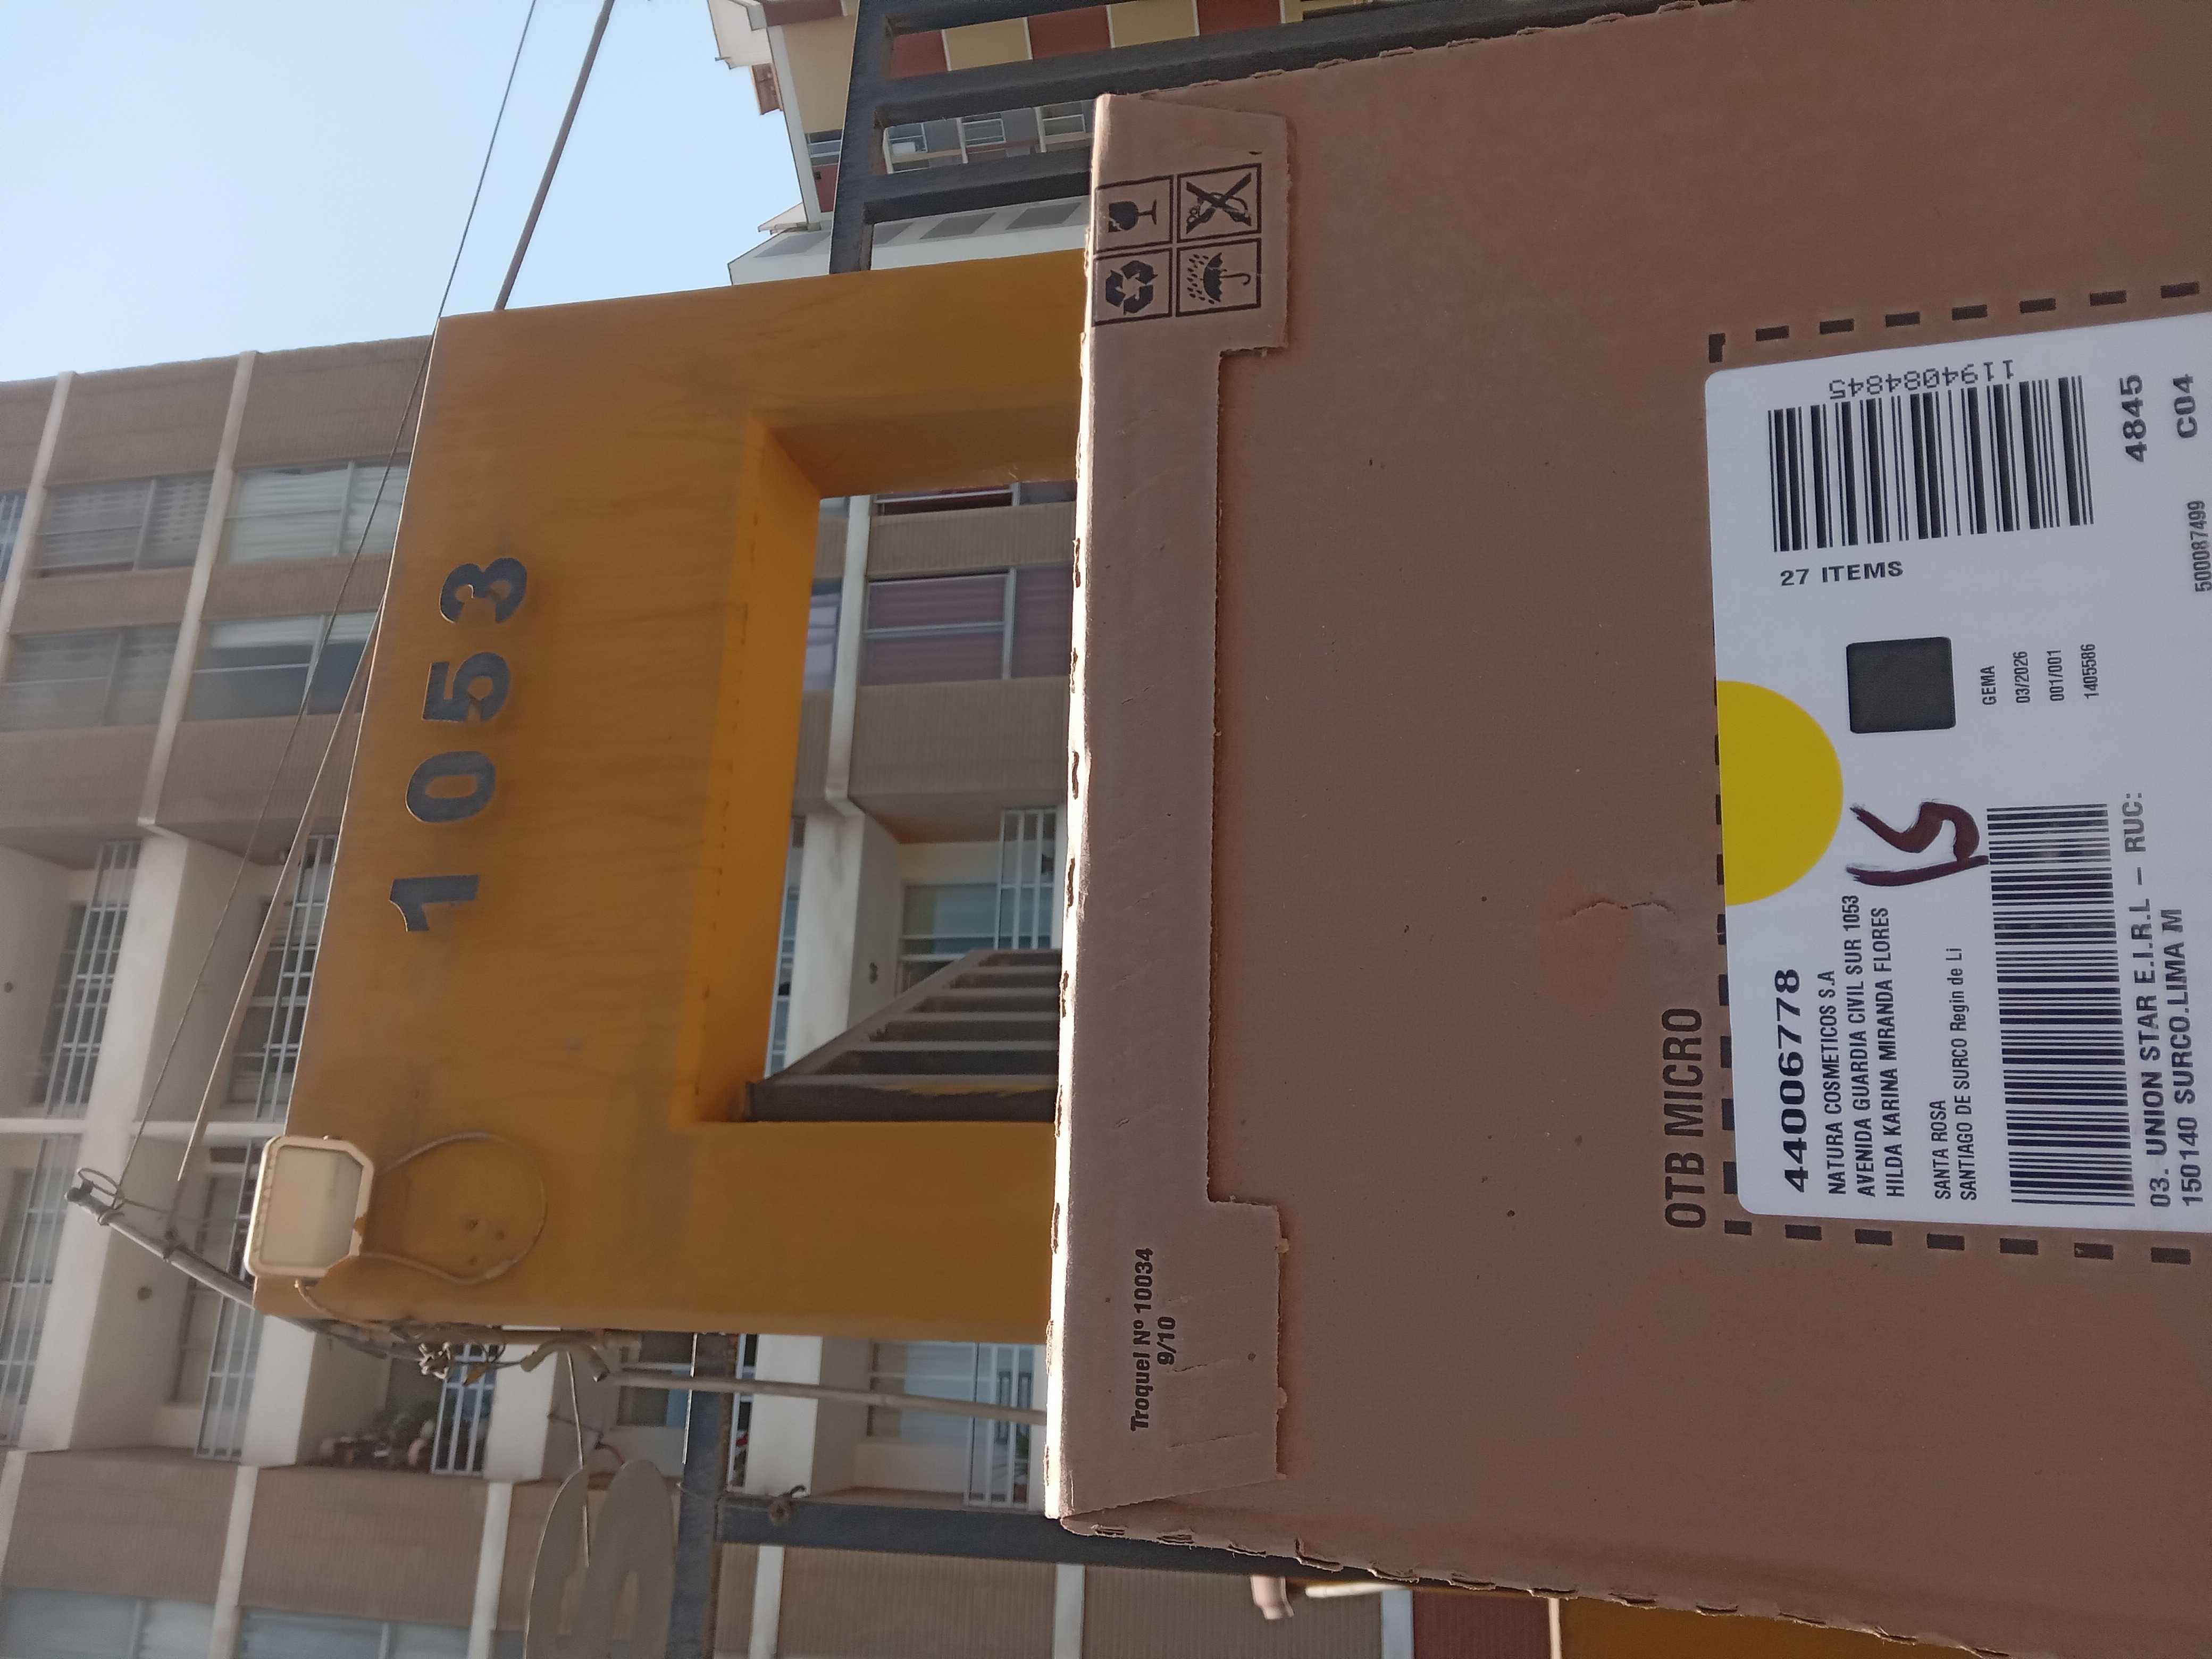 1053
Troquel Nº 10034
9/10
OTB MICRO
44006778
NATURA COSMETICOS S.A
AVENIDA GUARDIA CIVIL SUR 1053
HILDA KARINA MIRANDA FLORES
SANTA ROSA
SANTIAGO DE SURCO Regin de Li
15
GEMA
03/2026
001/001
1405586
27 ITEMS
1194084845
4845
03. UNION STAR E.I.R.L - RUC:
150140 SURCO.LIMA M
C04
500087499